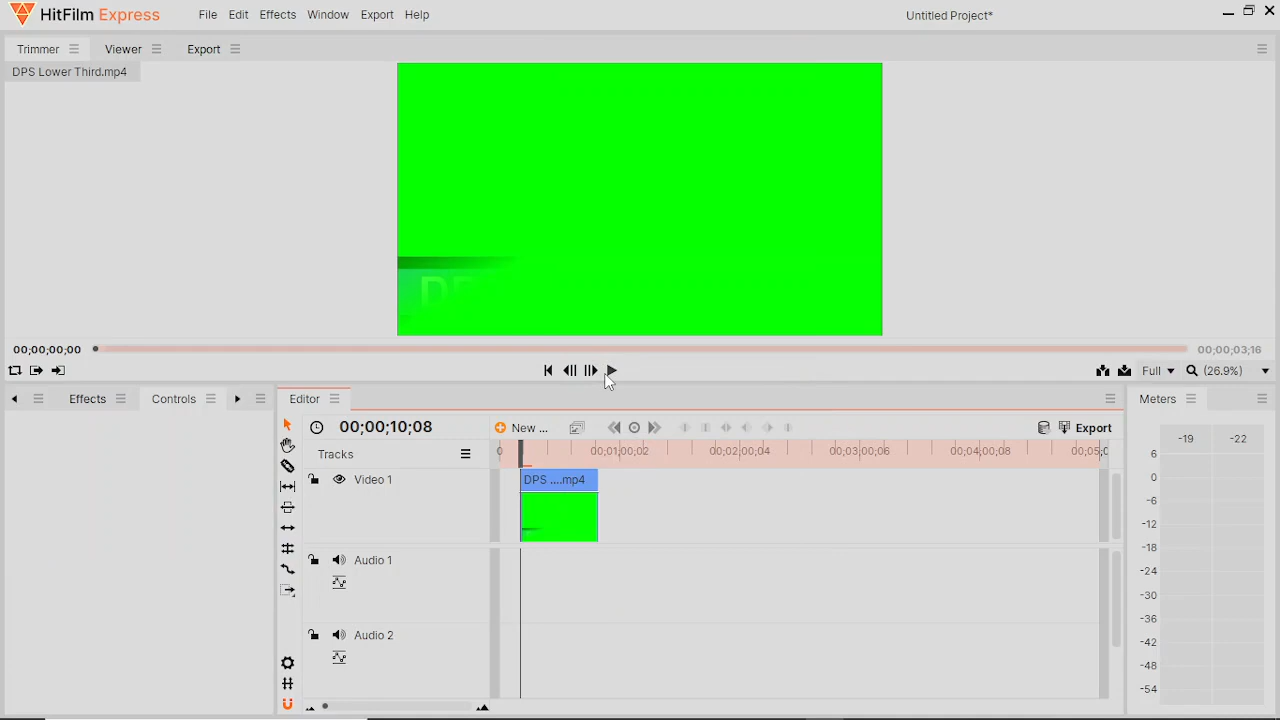 HitFilm Express File Edit Effects Window Export Help Untitled Project*
Trimmer Viewer Export
DPS Lower Third.mp4
DP
00;00;00;00 00;00;03;16
Full (26.9%)
Effects Controls Editor Meters
00;00;10;08 New ... Export
-19 -22
Tracks 0 00;01;00;02 00;02;00;04 00;03;00;06 00;04;00;08 00;05;0
Video 1 DPS ....mp4
Audio 1
Audio 2
6
0
-6
-12
-18
-24
-30
-36
-42
-48
-54